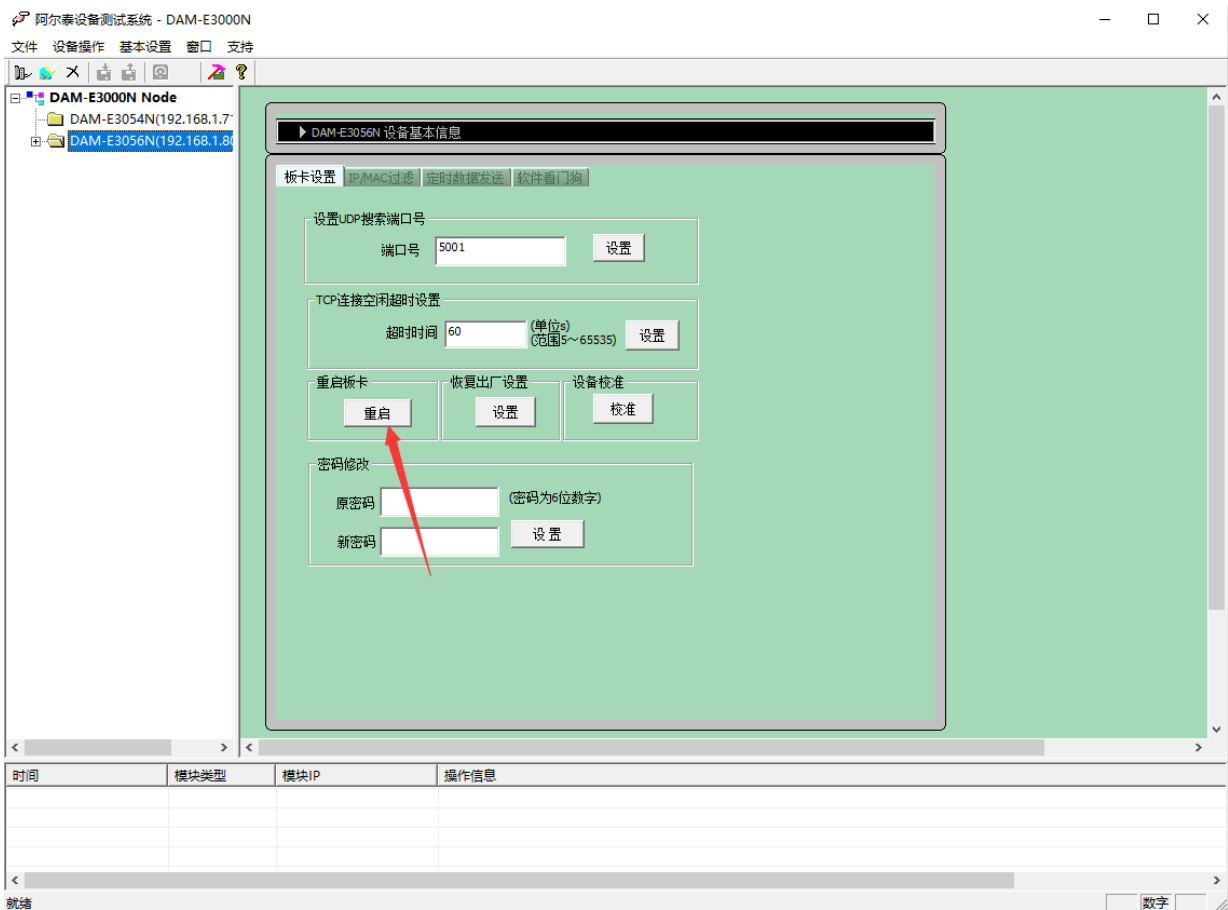 阿尔泰设备测试系统 - DAM-E3000N
文件 设备操作 基本设置 窗口 支持
DAM-E3000N Node
DAM-E3054N(192.168.1.7
DAM-E3056N(192.168.1.80
DAM-E3056N 设备基本信息
板卡设置 IP/MAC过滤 定时数据发送 软件看门狗
设置UDP搜索端口号
端口号 5001 设置
TCP连接空闲超时设置
超时时间 60 (单位s)
(范围5~65535) 设置
重启板卡 恢复出厂设置 设备校准
重启 设置 校准
密码修改
原密码 (密码为6位数字)
新密码 设 置
时间 模块类型 模块IP 操作信息
就绪 数字